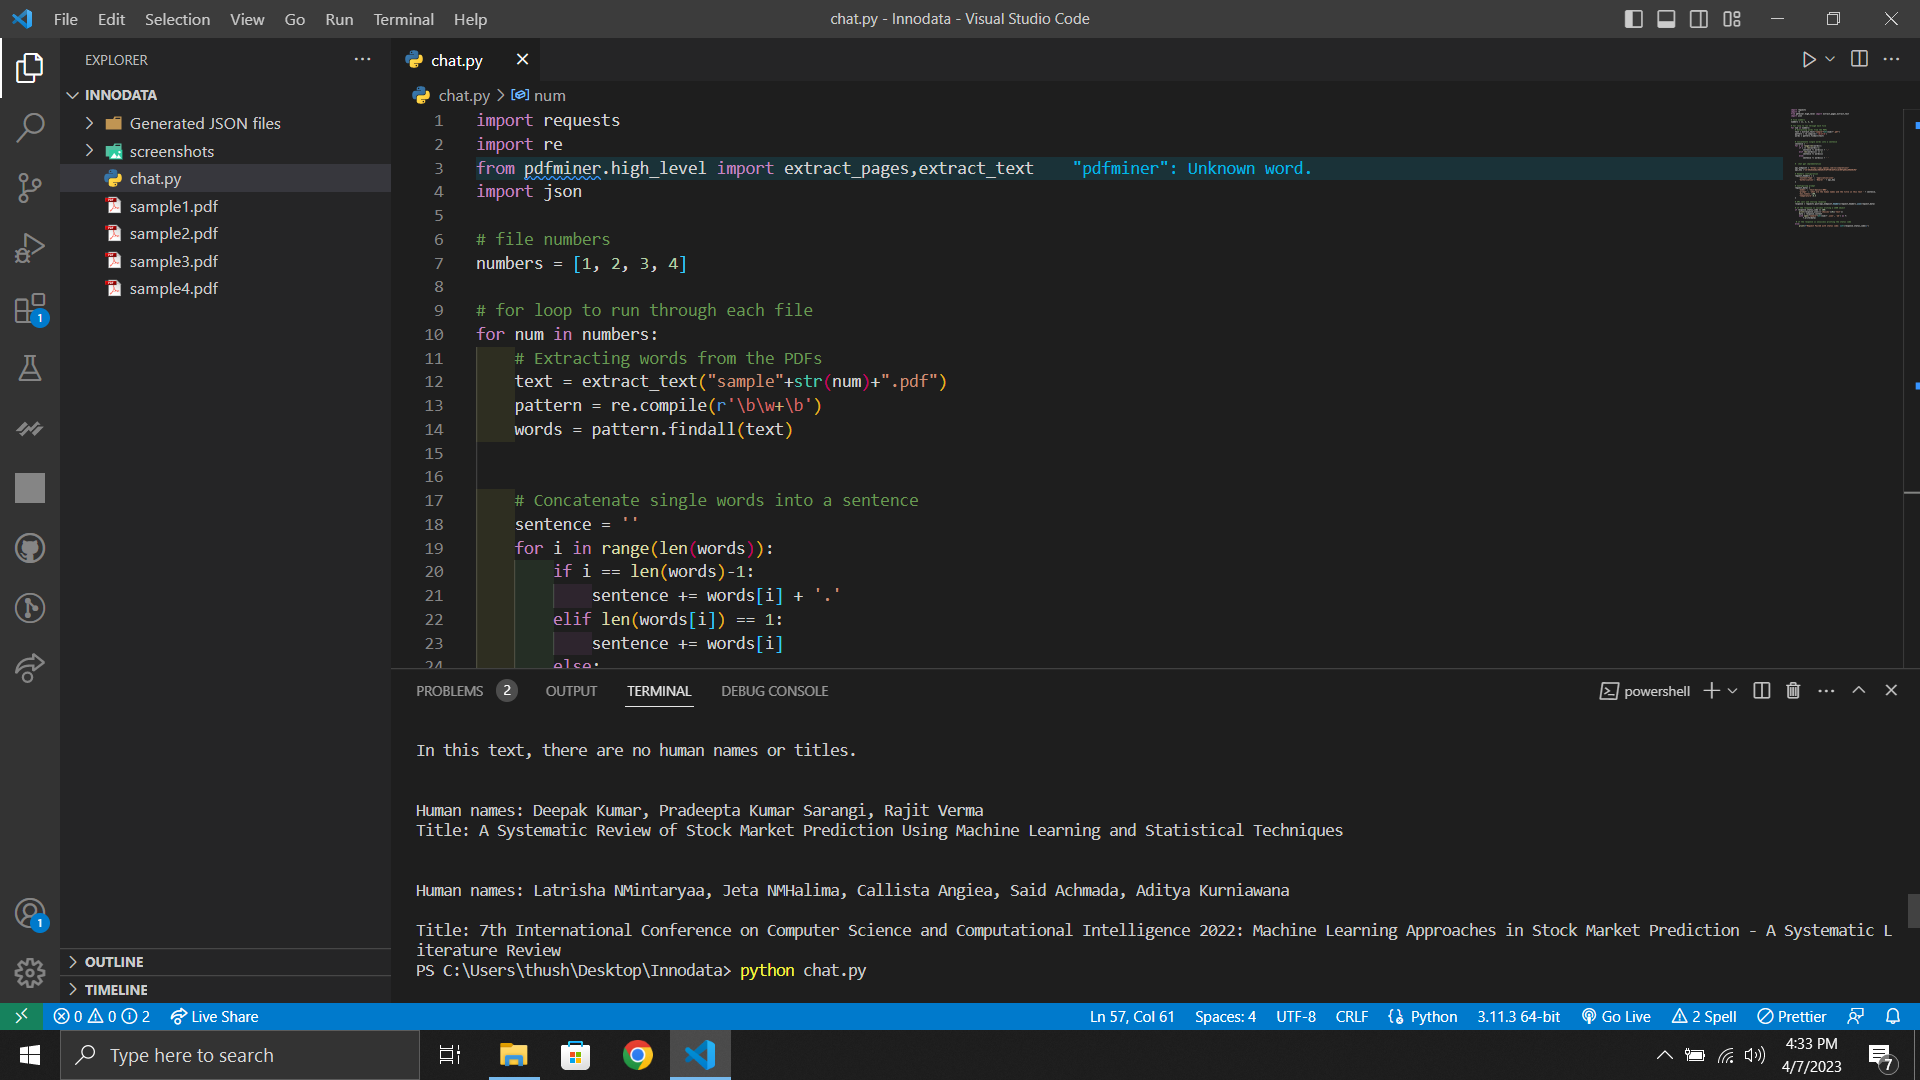 File Edit Selection View Go Run Terminal Help
chat.py - Innodata - Visual Studio Code
EXPLORER
INNODATA
Generated JSON files
screenshots
chat.py
sample1.pdf
sample2.pdf
sample3.pdf
sample4.pdf
OUTLINE
TIMELINE
1
1
chat.py
chat.py > num
1 import requests
2 import re
3 from pdfminer.high_level import extract_pages,extract_text "pdfminer": Unknown word.
4 import json
5
6 # file numbers
7 numbers = [1, 2, 3, 4]
8
9 # for loop to run through each file
10 for num in numbers:
11 # Extracting words from the PDFs
12 text = extract_text("sample"+str(num)+".pdf")
13 pattern = re.compile(r'\b\w+\b')
14 words = pattern.findall(text)
15
16
17 # Concatenate single words into a sentence
18 sentence = ''
19 for i in range(len(words)):
20 if i == len(words)-1:
21 sentence += words[i] + '.'
22 elif len(words[i]) == 1:
23 sentence += words[i]
24 else:
PROBLEMS 2 OUTPUT TERMINAL DEBUG CONSOLE
powershell
In this text, there are no human names or titles.
Human names: Deepak Kumar, Pradeepta Kumar Sarangi, Rajit Verma
Title: A Systematic Review of Stock Market Prediction Using Machine Learning and Statistical Techniques
Human names: Latrisha NMintaryaa, Jeta NMHalima, Callista Angiea, Said Achmada, Aditya Kurniawana
Title: 7th International Conference on Computer Science and Computational Intelligence 2022: Machine Learning Approaches in Stock Market Prediction - A Systematic L
iterature Review
PS C:\Users\thush\Desktop\Innodata> python chat.py
0 0 2 Live Share
Ln 57, Col 61 Spaces: 4 UTF-8 CRLF Python 3.11.3 64-bit Go Live 2 Spell Prettier
Type here to search
4:33 PM
4/7/2023
7